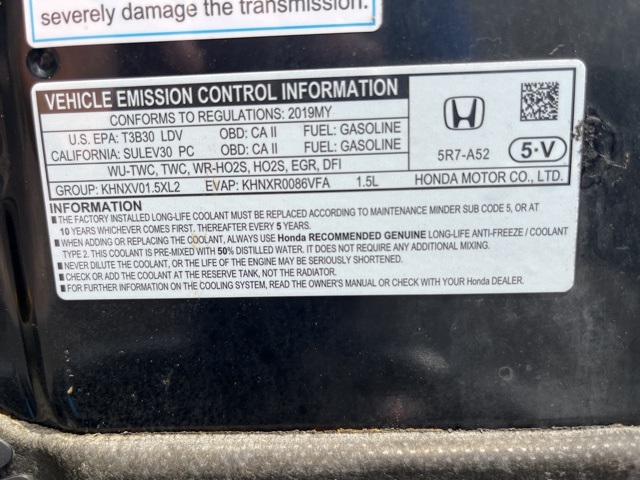 severely damage the transmission.
VEHICLE EMISSION CONTROL INFORMATION
CONFORMS TO REGULATIONS: 2019MY
U.S. EPA: T3B30 LDV OBD: CA II FUEL: GASOLINE
CALIFORNIA: SULEV30 PC OBD: CA II FUEL: GASOLINE
WU-TWC, TWC, WR-HO2S, HO2S, EGR, DFI
GROUP: KHNXV01.5XL2 EVAP: KHNXR0086VFA 1.5L
5R7-A52 5·V
HONDA MOTOR CO., LTD.
INFORMATION
■ THE FACTORY INSTALLED LONG-LIFE COOLANT MUST BE REPLACED ACCORDING TO MAINTENANCE MINDER SUB CODE 5, OR AT
10 YEARS WHICHEVER COMES FIRST, THEREAFTER EVERY 5 YEARS.
■ WHEN ADDING OR REPLACING THE COOLANT, ALWAYS USE Honda RECOMMENDED GENUINE LONG-LIFE ANTI-FREEZE / COOLANT
TYPE 2. THIS COOLANT IS PRE-MIXED WITH 50% DISTILLED WATER. IT DOES NOT REQUIRE ANY ADDITIONAL MIXING.
■ NEVER DILUTE THE COOLANT, OR THE LIFE OF THE ENGINE MAY BE SERIOUSLY SHORTENED.
■ CHECK OR ADD THE COOLANT AT THE RESERVE TANK, NOT THE RADIATOR.
■ FOR FURTHER INFORMATION ON THE COOLING SYSTEM, READ THE OWNER'S MANUAL OR CHECK WITH YOUR Honda DEALER.